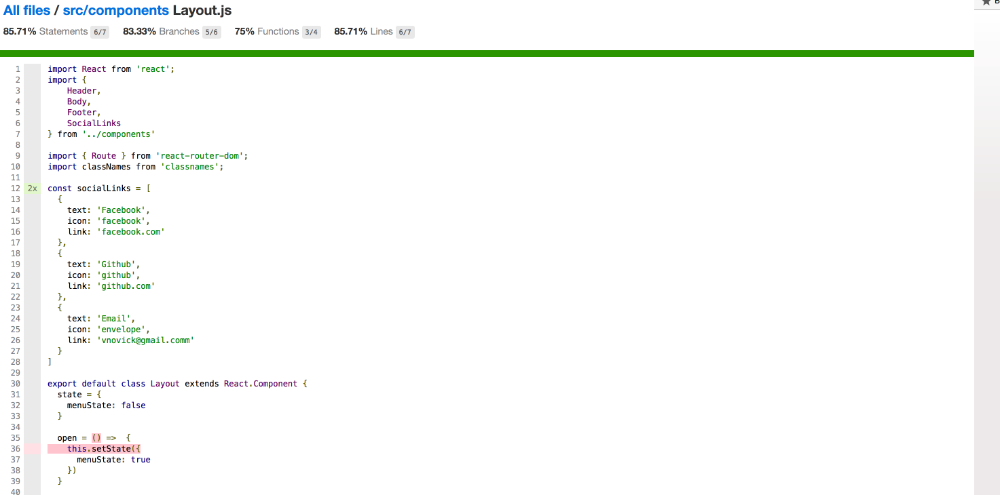 All files / src/components Layout.js
85.71% Statements 6/7 83.33% Branches 5/6 75% Functions 3/4 85.71% Lines 6/7
1 import React from 'react';
2 import {
3 Header,
4 Body,
5 Footer,
6 SocialLinks
7 } from '../components'
8
9 import { Route } from 'react-router-dom';
10 import classNames from 'classnames';
11
12 2x const socialLinks = [
13 {
14 text: 'Facebook',
15 icon: 'facebook',
16 link: 'facebook.com'
17 },
18 {
19 text: 'Github',
20 icon: 'github',
21 link: 'github.com'
22 },
23 {
24 text: 'Email',
25 icon: 'envelope',
26 link: 'vnovick@gmail.comm'
27 }
28 ]
29
30 export default class Layout extends React.Component {
31 state = {
32 menuState: false
33 }
34
35 open = () => {
36 this.setState({
37 menuState: true
38 })
39 }
40